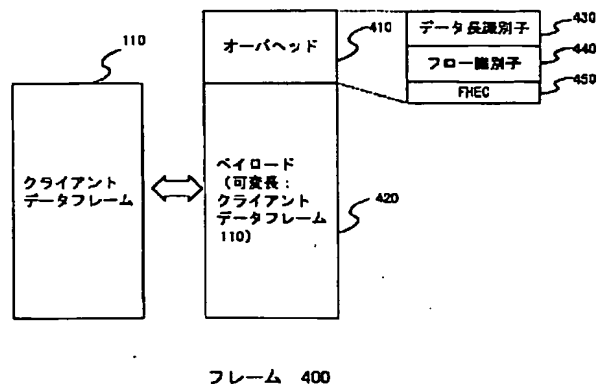 110
オーバヘッド
410
データ長識別子
430
フロー識別子
440
FHEC
450
クライアント
データフレーム
ペイロード
(可変長:
クライアント
データフレーム
110)
420
フレーム 400